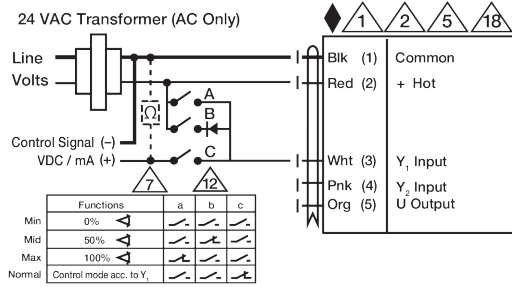 24 VAC Transformer (AC Only)
1 2 5 18
Line
Volts
Blk (1) Common
Red (2) + Hot
A
Ω
B
Control Signal (–)
VDC / mA (+)
C
Wht (3) Y1 Input
Pnk (4) Y2 Input
Org (5) U Output
7 12
Functions a b c
Min 0%
Mid 50%
Max 100%
Normal Control mode acc. to Y1